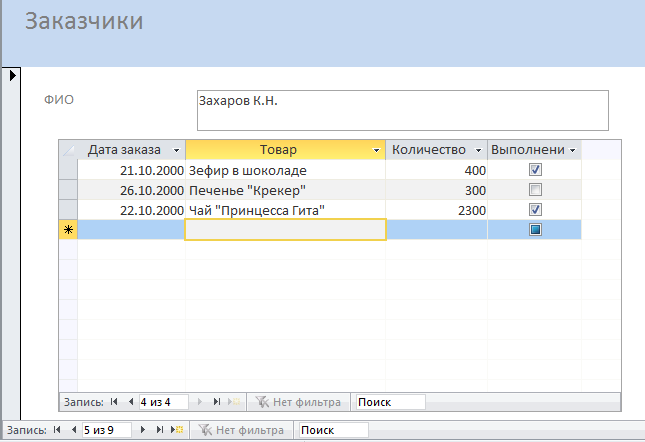 Заказчики
ФИО
Захаров К.Н.
Дата заказа Товар Количество Выполнени
21.10.2000 Зефир в шоколаде 400
26.10.2000 Печенье "Крекер" 300
22.10.2000 Чай "Принцесса Гита" 2300
Запись: 4 из 4 Нет фильтра Поиск
Запись: 5 из 9 Нет фильтра Поиск